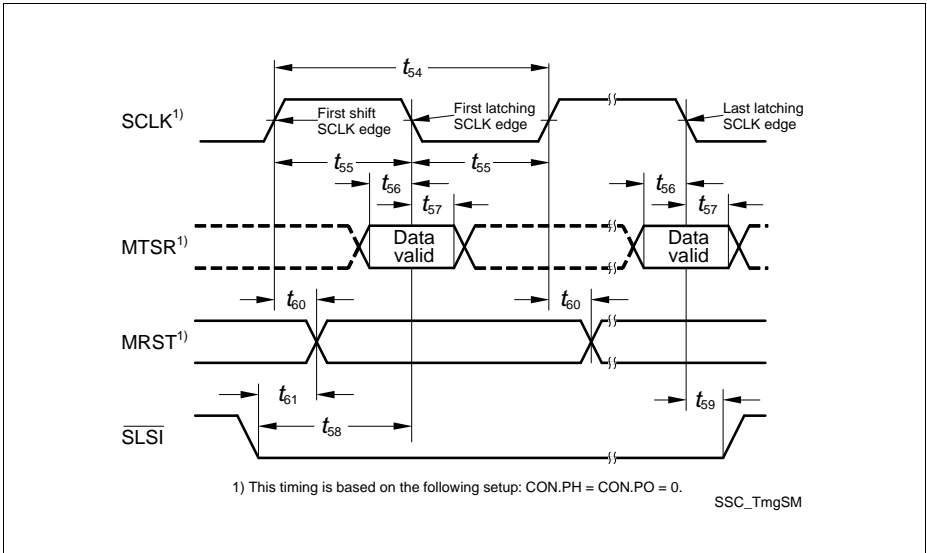 t54
SCLK1)
First shift
SCLK edge
First latching
SCLK edge
Last latching
SCLK edge
t55
t55
t56
t57
t56
t57
MTSR1)
Data
valid
Data
valid
t60
t60
MRST1)
t61
t59
t58
SLSI
1) This timing is based on the following setup: CON.PH = CON.PO = 0.
SSC_TmgSM